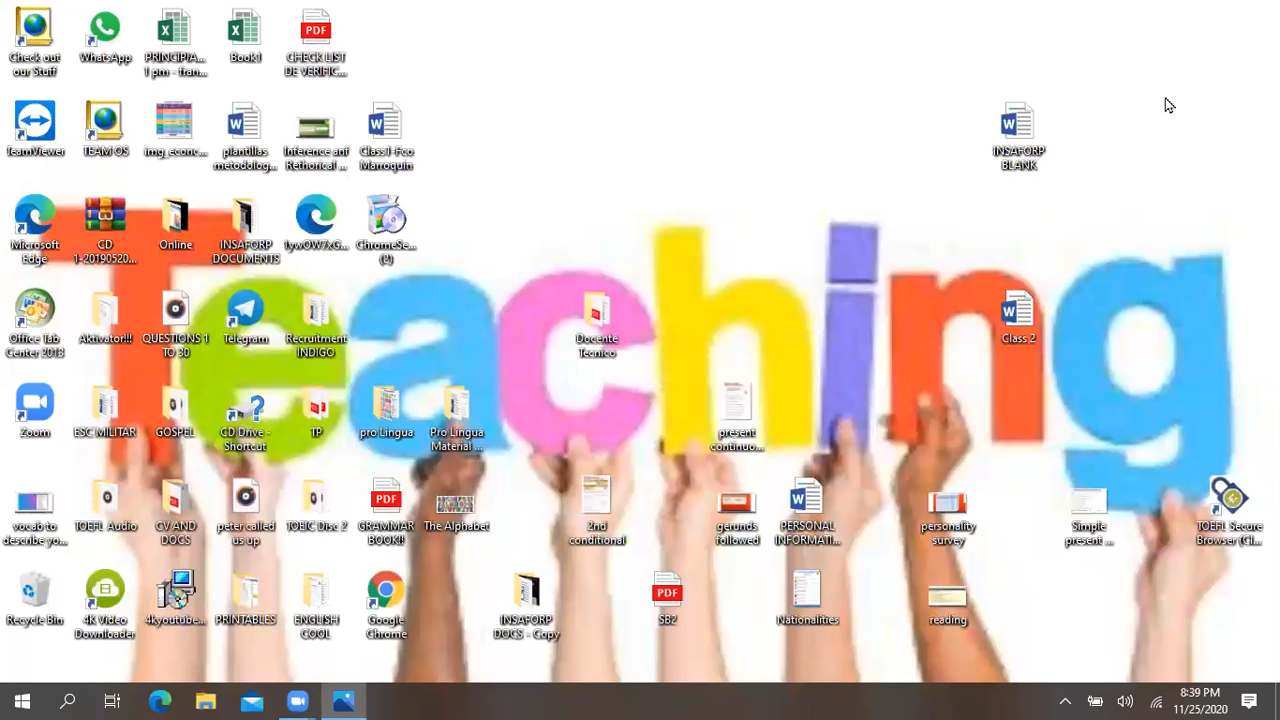 Check out
our Stuff
WhatsApp
PRINCIPIA...
1 pm - fran...
Book1
CHECK LIST
DE VERIFIC...
PDF
TeamViewer
TEAM OS
img_econc...
plantillas
metodolog...
Inference anf
Rethorical ...
Class1-Fco
Marroquin
INSAFORP
BLANK
Microsoft
Edge
CD
1-20190520...
Online
INSAFORP
DOCUMENTS
1ywOW7xG...
ChromeSe...
(2)
Teaching
Office Tab
Center 2013
Aktivator!!!
QUESTIONS 1
TO 30
Telegram
Recruitment
INDIGO
Docente
Tecnico
Class 2
Zoom
ESC MILITAR
GOSPEL
CD Drive -
Shortcut
TP
pro Lingua
Pro Lingua
Material ...
present
continuo...
vocab to
describe yo...
TOEFL Audio
CV AND
DOCS
peter called
us up
TOEIC Disc 2
PDF
GRAMMAR
BOOK!!
The Alphabet
2nd
conditional
gerunds
followed
PERSONAL
INFORMATI...
personality
survey
Simple
present ...
TOEFL Secure
Browser (Cl...
Recycle Bin
4K Video
Downloader
4kyoutube...
PRINTABLES
ENGLISH
COOL
Google
Chrome
INSAFORP
DOCS - Copy
PDF
SB2
Nationalities
reading
8:39 PM
11/25/2020